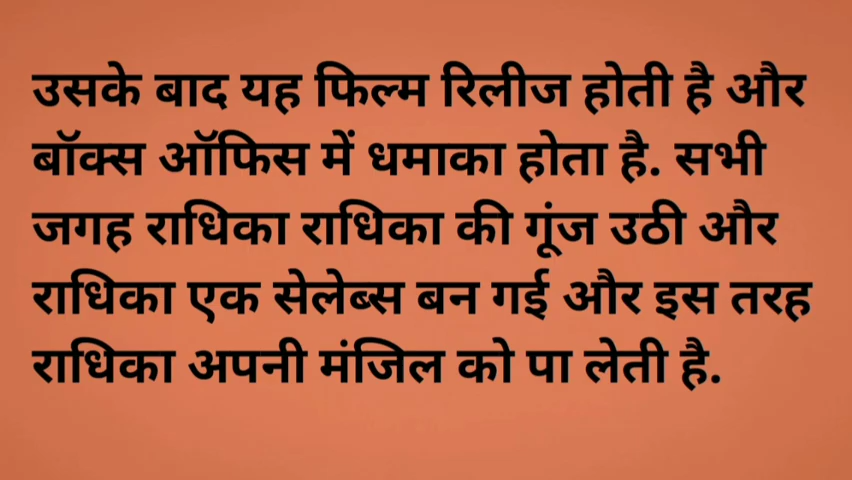 उसके बाद यह फिल्म रिलीज होती है और
बॉक्स ऑफिस में धमाका होता है. सभी
जगह राधिका राधिका की गूंज उठी और
राधिका एक सेलेब्स बन गई और इस तरह
राधिका अपनी मंजिल को पा लेती है.